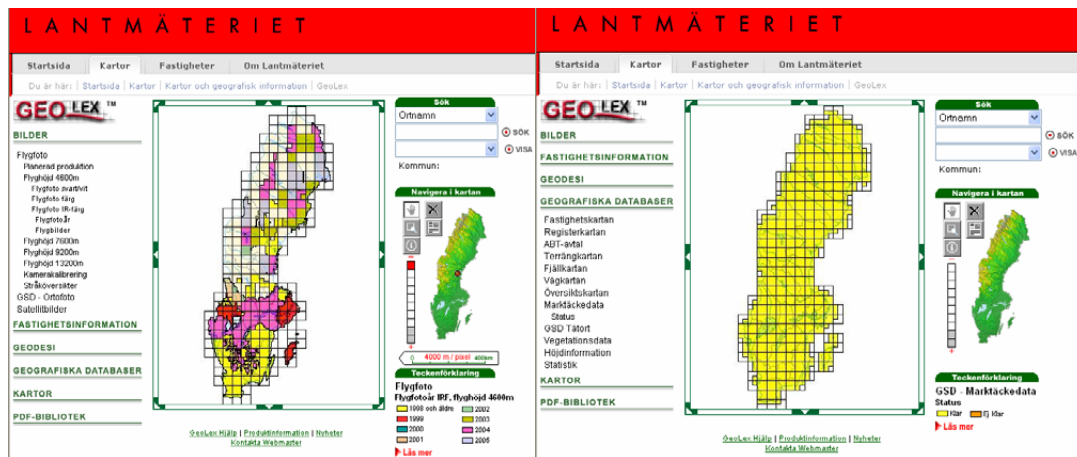 LANTMÄTERIET
Startsida Kartor Fastigheter Om Lantmäteriet
Du är här: | Startsida | Kartor | Kartor och geografisk information | GeoLex
GEOLEX™
BILDER
Flygfoto
Planerad produktion
Flyghöjd 4600m
Flygfoto svart/vit
Flygfoto färg
Flygfoto IR-färg
Flygfotoår
Flygbilder
Flyghöjd 7600m
Flyghöjd 9200m
Flyghöjd 13200m
Kamerakalibrering
Stråköversikter
GSD - Ortofoto
Satellitbilder
FASTIGHETSINFORMATION
GEODESI
GEOGRAFISKA DATABASER
KARTOR
PDF-BIBLIOTEK
Sök
Ortnamn
SÖK
VISA
Kommun:
Navigera i kartan
0 4000 m / pixel 400km
Teckenförklaring
Flygfoto
Flygfotoår IRF, flyghöjd 4600m
1998 och äldre 2002
1999 2003
2000 2004
2001 2005
Läs mer
GeoLex Hjälp | Produktinformation | Nyheter
Kontakta Webmaster
LANTMÄTERIET
Startsida Kartor Fastigheter Om Lantmäteriet
Du är här: | Startsida | Kartor | Kartor och geografisk information | GeoLex
GEOLEX™
BILDER
FASTIGHETSINFORMATION
GEODESI
GEOGRAFISKA DATABASER
Fastighetskartan
Registerkartan
ABT-avtal
Terrängkartan
Fjällkartan
Vägkartan
Översiktskartan
Marktäckedata
Status
GSD Tätort
Vegetationsdata
Höjdinformation
Statistik
KARTOR
PDF-BIBLIOTEK
Sök
Ortnamn
SÖK
VISA
Kommun:
Navigera i kartan
Teckenförklaring
GSD - Marktäckedata
Status
Klar Ej Klar
Läs mer
GeoLex Hjälp | Produktinformation | Nyheter
Kontakta Webmaster